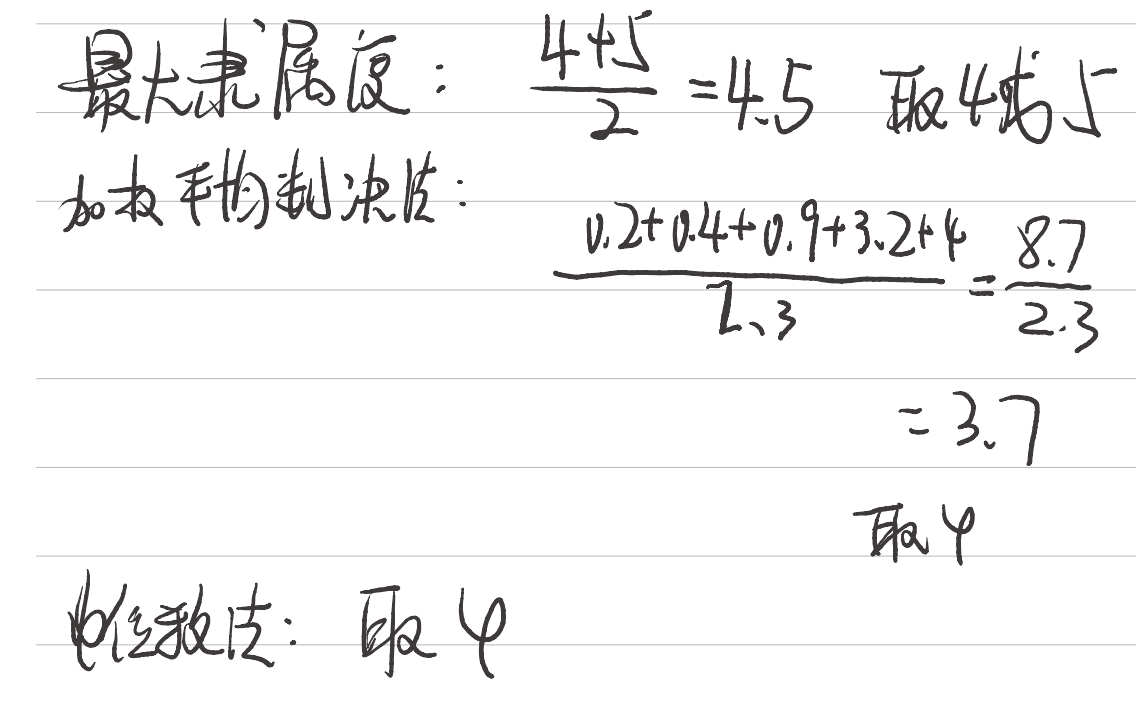 最大隶属度: (4+5)/2 = 4.5 取4或5
加权平均判决法:
(0.2+0.4+0.9+3.2+4)/2.3 = 8.7/2.3
= 3.7
取4
中位数法: 取4